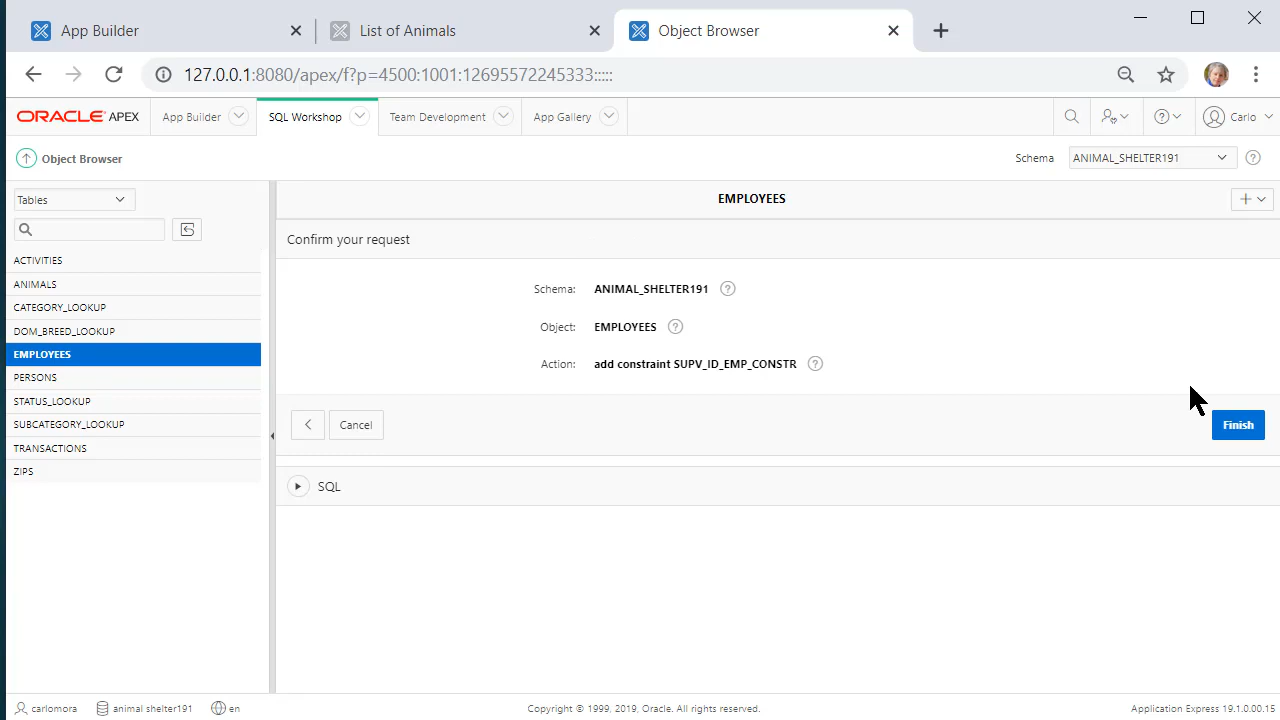 App Builder
List of Animals
Object Browser
127.0.0.1:8080/apex/f?p=4500:1001:12695572245333:::::
ORACLE APEX
App Builder
SQL Workshop
Team Development
App Gallery
Carlo
Object Browser
Schema
ANIMAL_SHELTER191
Tables
ACTIVITIES
ANIMALS
CATEGORY_LOOKUP
DOM_BREED_LOOKUP
EMPLOYEES
PERSONS
STATUS_LOOKUP
SUBCATEGORY_LOOKUP
TRANSACTIONS
ZIPS
EMPLOYEES
Confirm your request
Schema: ANIMAL_SHELTER191
Object: EMPLOYEES
Action: add constraint SUPV_ID_EMP_CONSTR
Cancel
Finish
SQL
carlomora
animal shelter191
en
Copyright © 1999, 2019, Oracle. All rights reserved.
Application Express 19.1.0.00.15